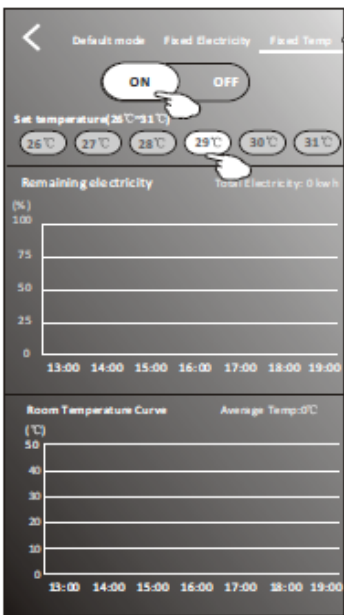 Default mode Fixed Electricity Fixed Temp
ON OFF
Set temperature(26℃~31℃)
26℃ 27℃ 28℃ 29℃ 30℃ 31℃
Remaining electricity Total Electricity: 0 kwh
(%)
100
75
50
25
0
13:00 14:00 15:00 16:00 17:00 18:00 19:00
Room Temperature Curve Average Temp:0℃
(℃)
50
40
30
20
10
0
13:00 14:00 15:00 16:00 17:00 18:00 19:00